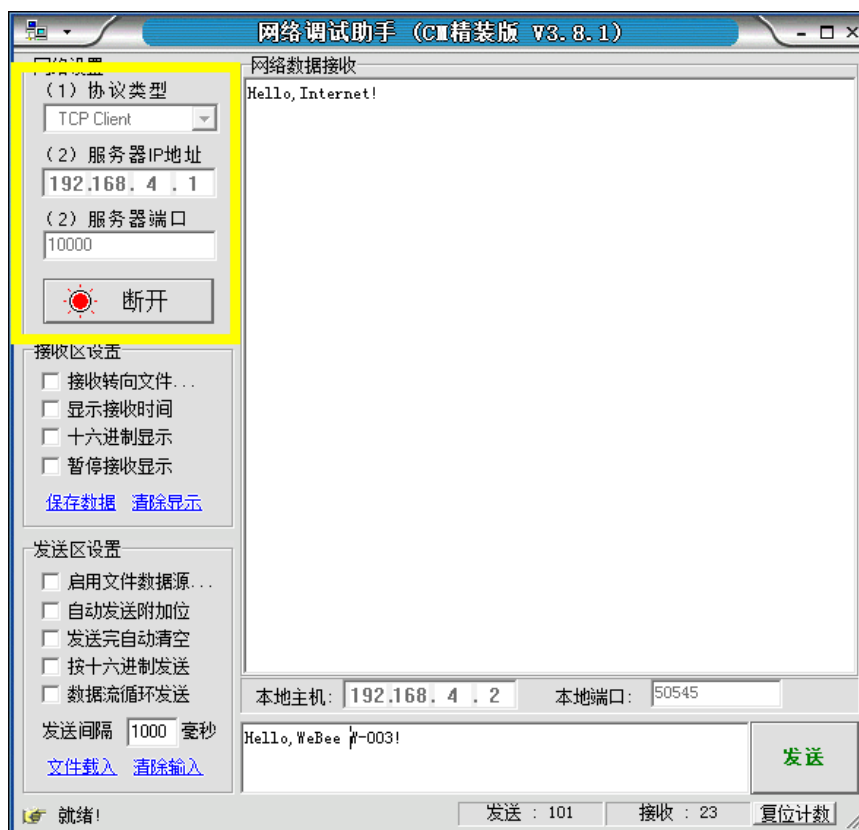 网络调试助手 (CM精装版 V3.8.1)
网络设置
(1) 协议类型
TCP Client
(2) 服务器IP地址
192.168. 4 . 1
(2) 服务器端口
10000
断开
接收区设置
接收转向文件...
显示接收时间
十六进制显示
暂停接收显示
保存数据 清除显示
发送区设置
启用文件数据源...
自动发送附加位
发送完自动清空
按十六进制发送
数据流循环发送
发送间隔 1000 毫秒
文件载入 清除输入
网络数据接收
Hello,Internet!
本地主机: 192.168. 4 . 2 本地端口: 50545
Hello,WeBee W-003!
发送
就绪!
发送 : 101 接收 : 23 复位计数